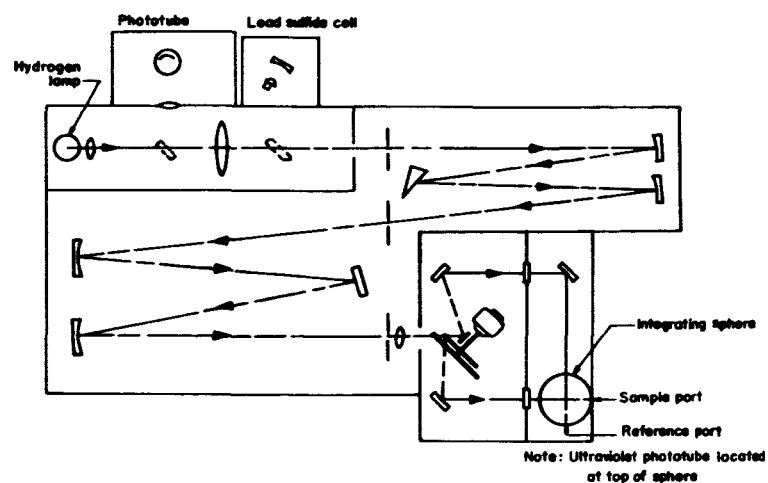 Phototube
Lead sulfide cell
Hydrogen
lamp
Integrating sphere
Sample port
Reference port
Note: Ultraviolet phototube located
at top of sphere